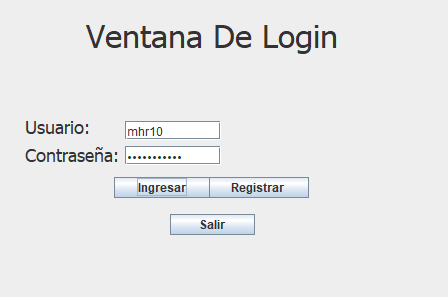 Ventana De Login
Usuario: mhr10
Contraseña: •••••••••••
Ingresar Registrar
Salir